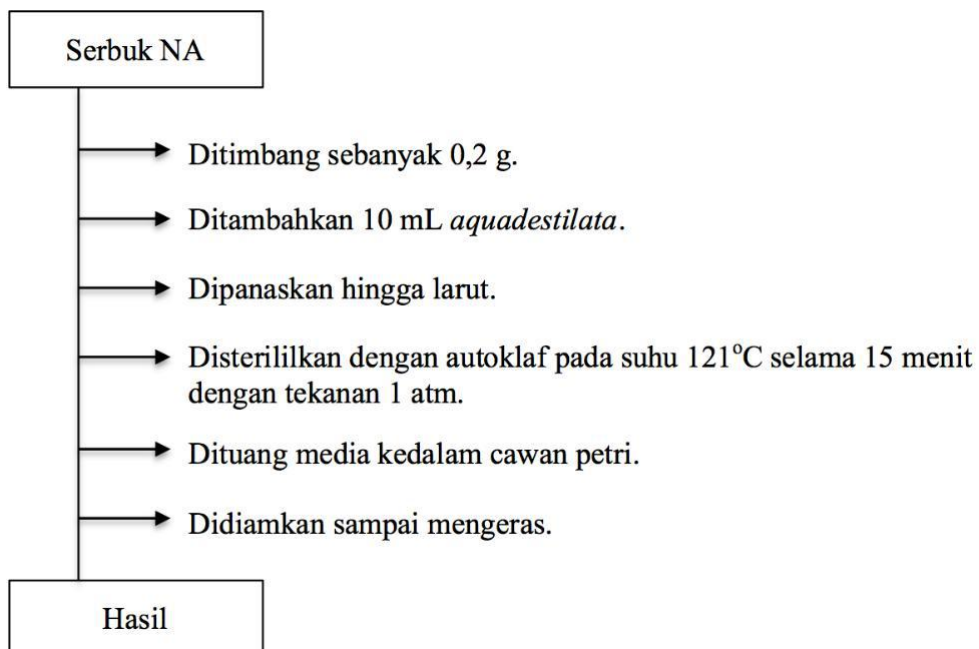 Serbuk NA
Ditimbang sebanyak 0,2 g.
Ditambahkan 10 mL aquadestilata.
Dipanaskan hingga larut.
Disterililkan dengan autoklaf pada suhu 121°C selama 15 menit
dengan tekanan 1 atm.
Dituang media kedalam cawan petri.
Didiamkan sampai mengeras.
Hasil